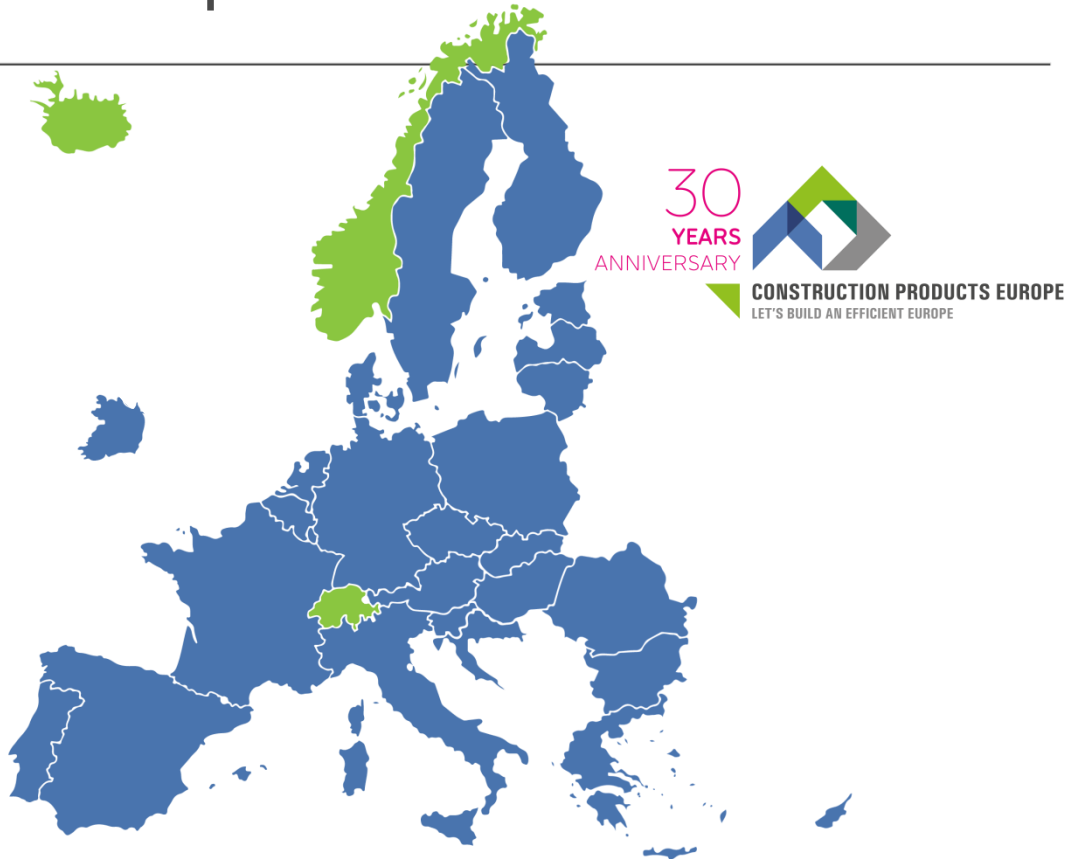 30
YEARS
ANNIVERSARY
CONSTRUCTION PRODUCTS EUROPE
LET'S BUILD AN EFFICIENT EUROPE